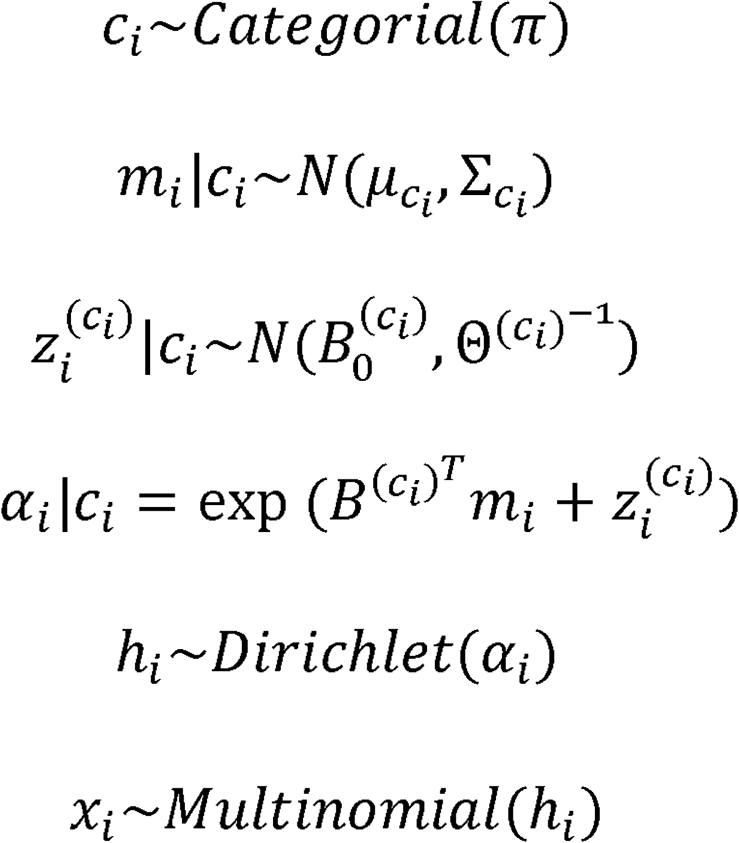 c_i~Categorial(π)
m_i|c_i~N(μ_{c_i}, Σ_{c_i})
z_i^{(c_i)}|c_i~N(B_0^{(c_i)}, Θ^{(c_i)^{−1}})
α_i|c_i = exp (B^{(c_i)^T} m_i + z_i^{(c_i)})
h_i~Dirichlet(α_i)
x_i~Multinomial(h_i)